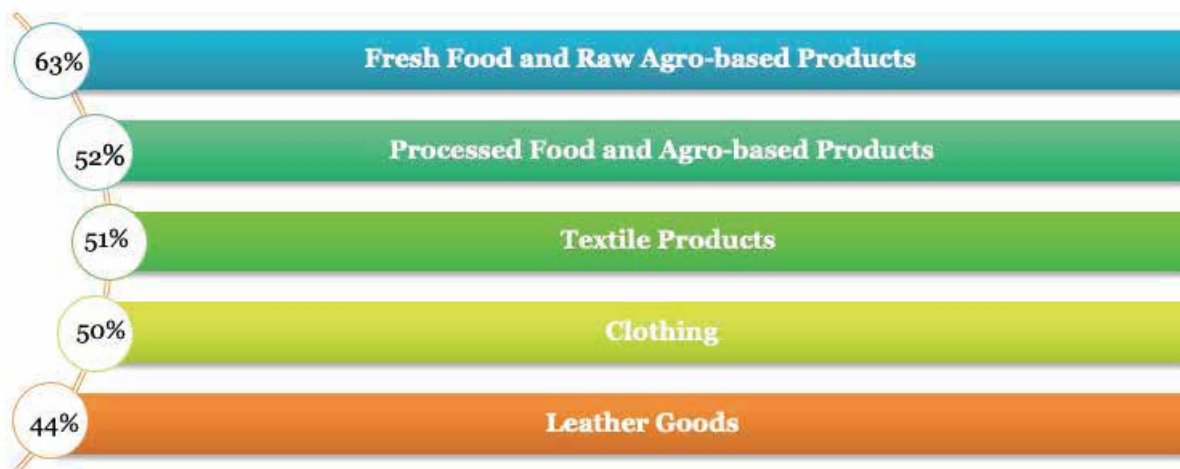 63% Fresh Food and Raw Agro-based Products
52% Processed Food and Agro-based Products
51% Textile Products
50% Clothing
44% Leather Goods